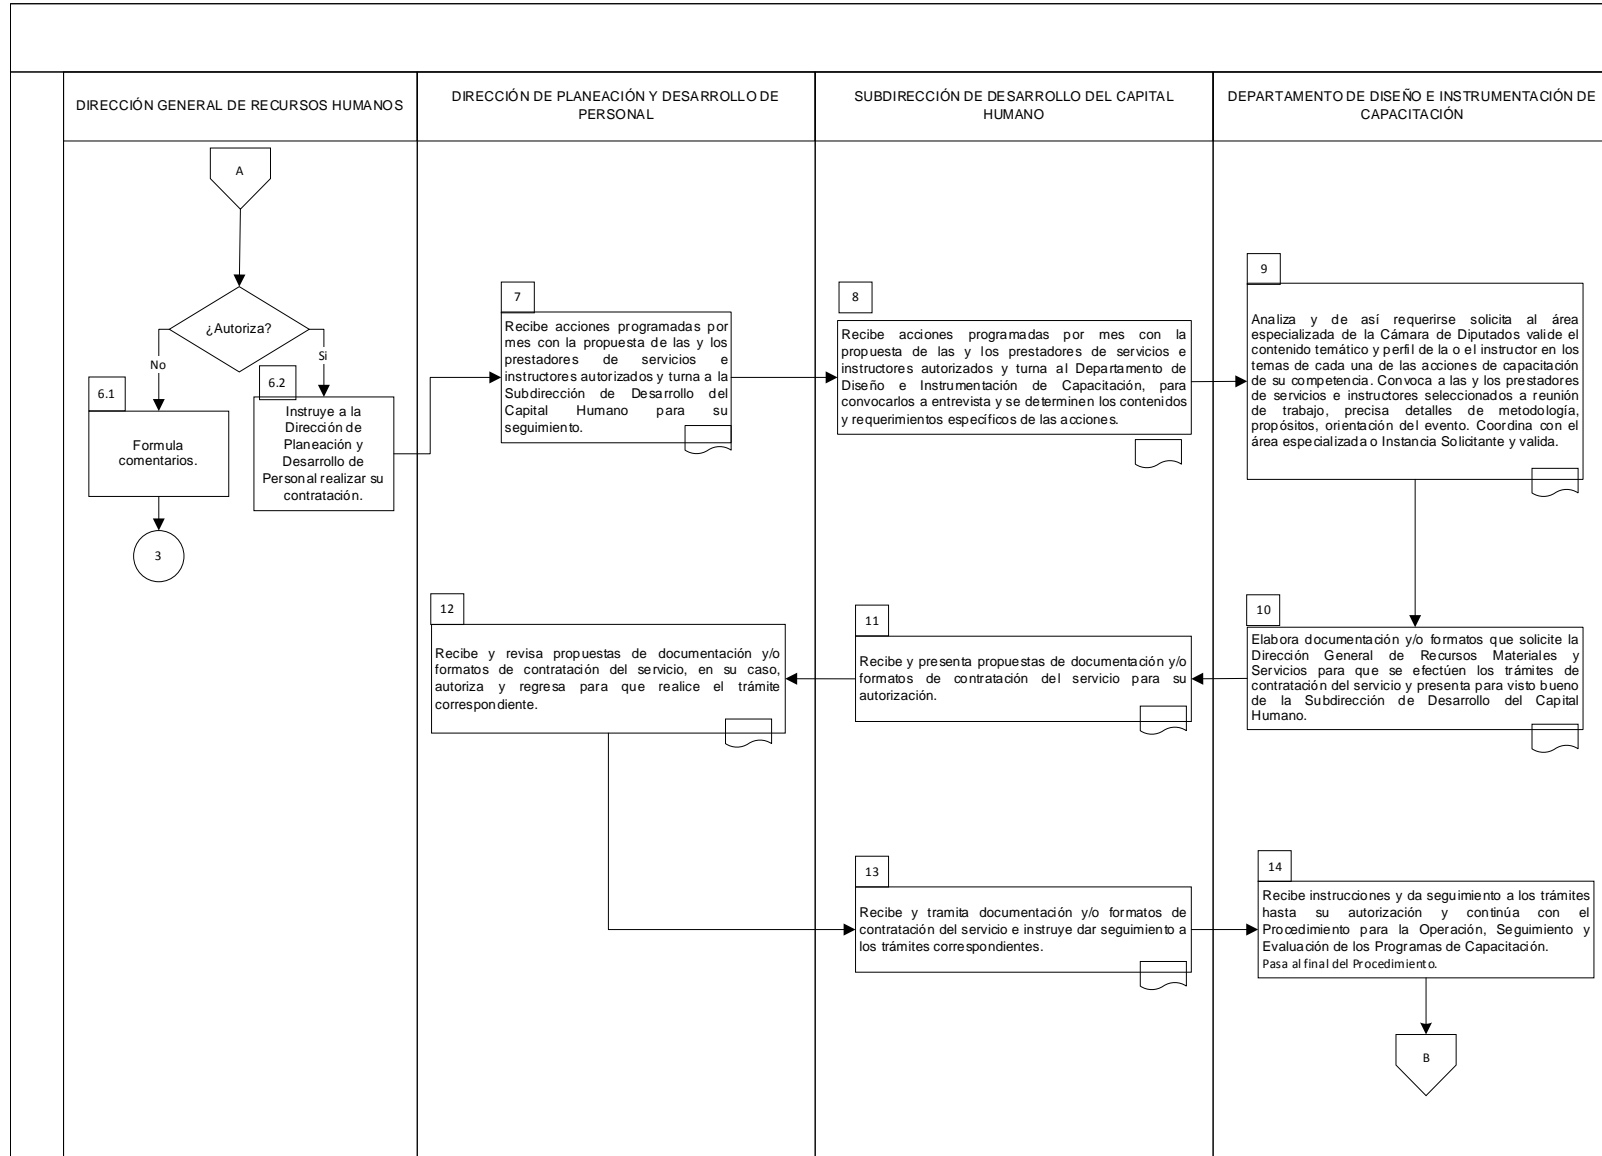 DIRECCIÓN GENERAL DE RECURSOS HUMANOS
DIRECCIÓN DE PLANEACIÓN Y DESARROLLO DE
PERSONAL
SUBDIRECCIÓN DE DESARROLLO DEL CAPITAL
HUMANO
DEPARTAMENTO DE DISEÑO E INSTRUMENTACIÓN DE
CAPACITACIÓN
A
¿Autoriza?
No
Si
6.1
Formula
comentarios.
3
6.2
Instruye a la
Dirección de
Planeación y
Desarrollo de
Personal realizar su
contratación.
7
Recibe acciones programadas por
mes con la propuesta de las y los
prestadores de servicios e
instructores autorizados y turna a la
Subdirección de Desarrollo del
Capital Humano para su
seguimiento.
8
Recibe acciones programadas por mes con la
propuesta de las y los prestadores de servicios e
instructores autorizados y turna al Departamento de
Diseño e Instrumentación de Capacitación, para
convocarlos a entrevista y se determinen los contenidos
y requerimientos específicos de las acciones.
9
Analiza y de así requerirse solicita al área
especializada de la Cámara de Diputados valide el
contenido temático y perfil de la o el instructor en los
temas de cada una de las acciones de capacitación
de su competencia. Convoca a las y los prestadores
de servicios e instructores seleccionados a reunión
de trabajo, precisa detalles de metodología,
propósitos, orientación del evento. Coordina con el
área especializada o Instancia Solicitante y valida.
10
Elabora documentación y/o formatos que solicite la
Dirección General de Recursos Materiales y
Servicios para que se efectúen los trámites de
contratación del servicio y presenta para visto bueno
de la Subdirección de Desarrollo del Capital
Humano.
11
Recibe y presenta propuestas de documentación y/o
formatos de contratación del servicio para su
autorización.
12
Recibe y revisa propuestas de documentación y/o
formatos de contratación del servicio, en su caso,
autoriza y regresa para que realice el trámite
correspondiente.
13
Recibe y tramita documentación y/o formatos de
contratación del servicio e instruye dar seguimiento a
los trámites correspondientes.
14
Recibe instrucciones y da seguimiento a los trámites
hasta su autorización y continúa con el
Procedimiento para la Operación, Seguimiento y
Evaluación de los Programas de Capacitación.
Pasa al final del Procedimiento.
B